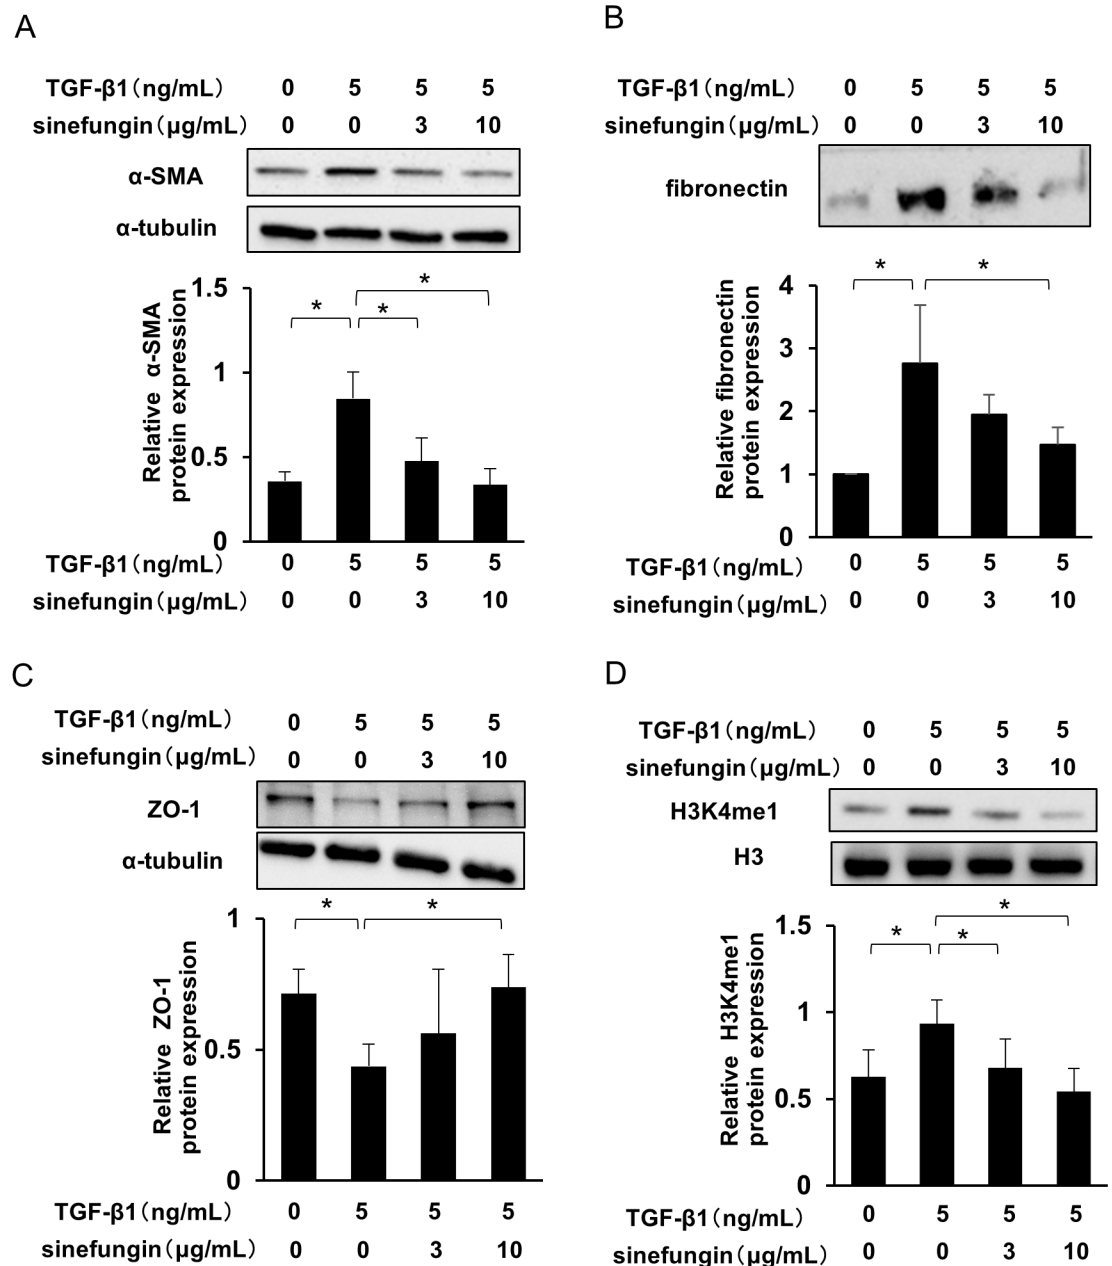 A
TGF-β1(ng/mL) 0 5 5 5
sinefungin(μg/mL) 0 0 3 10
α-SMA
α-tubulin
Relative α-SMA
protein expression
1.5
1
0.5
0
* * *
TGF-β1(ng/mL) 0 5 5 5
sinefungin(μg/mL) 0 0 3 10
B
TGF-β1(ng/mL) 0 5 5 5
sinefungin(μg/mL) 0 0 3 10
fibronectin
Relative fibronectin
protein expression
4
3
2
1
0
* *
TGF-β1(ng/mL) 0 5 5 5
sinefungin(μg/mL) 0 0 3 10
C
TGF-β1(ng/mL) 0 5 5 5
sinefungin(μg/mL) 0 0 3 10
ZO-1
α-tubulin
Relative ZO-1
protein expression
1
0.5
0
* *
TGF-β1(ng/mL) 0 5 5 5
sinefungin(μg/mL) 0 0 3 10
D
TGF-β1(ng/mL) 0 5 5 5
sinefungin(μg/mL) 0 0 3 10
H3K4me1
H3
Relative H3K4me1
protein expression
1.5
1
0.5
0
* * *
TGF-β1(ng/mL) 0 5 5 5
sinefungin(μg/mL) 0 0 3 10